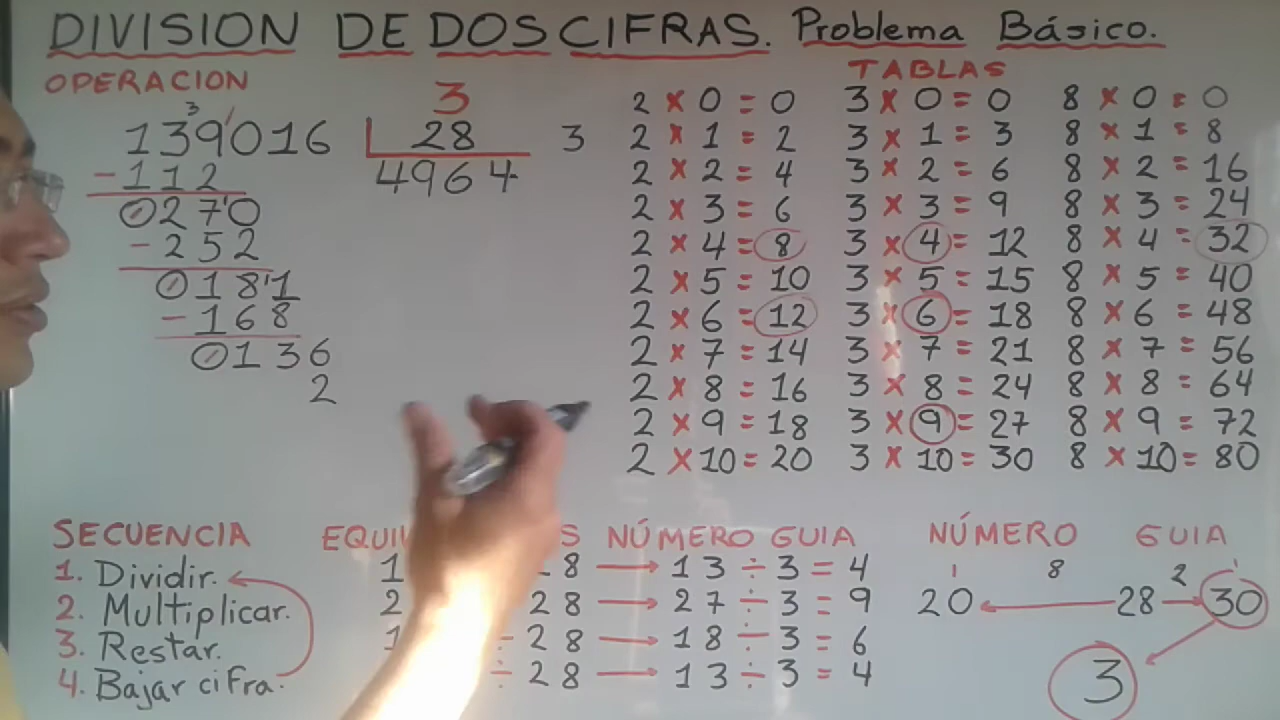 DIVISION DE DOS CIFRAS. Problema Básico.
OPERACION
3
3 1
139016 28 3
-112 4964
0270
-252
0181
-168
0136
2
TABLAS
2 × 0 = 0 3 × 0 = 0 8 × 0 = 0
2 × 1 = 2 3 × 1 = 3 8 × 1 = 8
2 × 2 = 4 3 × 2 = 6 8 × 2 = 16
2 × 3 = 6 3 × 3 = 9 8 × 3 = 24
2 × 4 = 8 3 × 4 = 12 8 × 4 = 32
2 × 5 = 10 3 × 5 = 15 8 × 5 = 40
2 × 6 = 12 3 × 6 = 18 8 × 6 = 48
2 × 7 = 14 3 × 7 = 21 8 × 7 = 56
2 × 8 = 16 3 × 8 = 24 8 × 8 = 64
2 × 9 = 18 3 × 9 = 27 8 × 9 = 72
2 × 10 = 20 3 × 10 = 30 8 × 10 = 80
SECUENCIA
1. Dividir.
2. Multiplicar.
3. Restar.
4. Bajar cifra.
NÚMERO GUIA
8 → 13 ÷ 3 = 4
28 → 27 ÷ 3 = 9
÷ 28 → 18 ÷ 3 = 6
÷ 28 → 13 ÷ 3 = 4
NÚMERO GUIA
1 8 2 1
20 ← 28 → 30
3